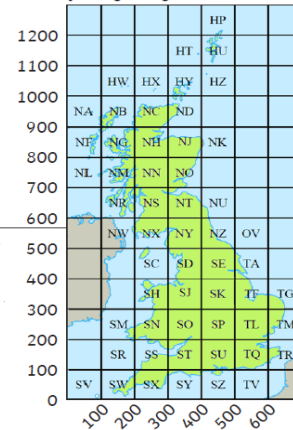 HP
1200
HT HU
1100
HW HX HY HZ
1000
NA NB NC ND
900
NF NG NH NJ NK
800
NL NM NN NO
700
NR NS NT NU
600
NW NX NY NZ OV
500
SC SD SE TA
400
SH SJ SK TF TG
300
SM SN SO SP TL TM
200
SR SS ST SU TQ TR
100
SV SW SX SY SZ TV
0
100 200 300 400 500 600